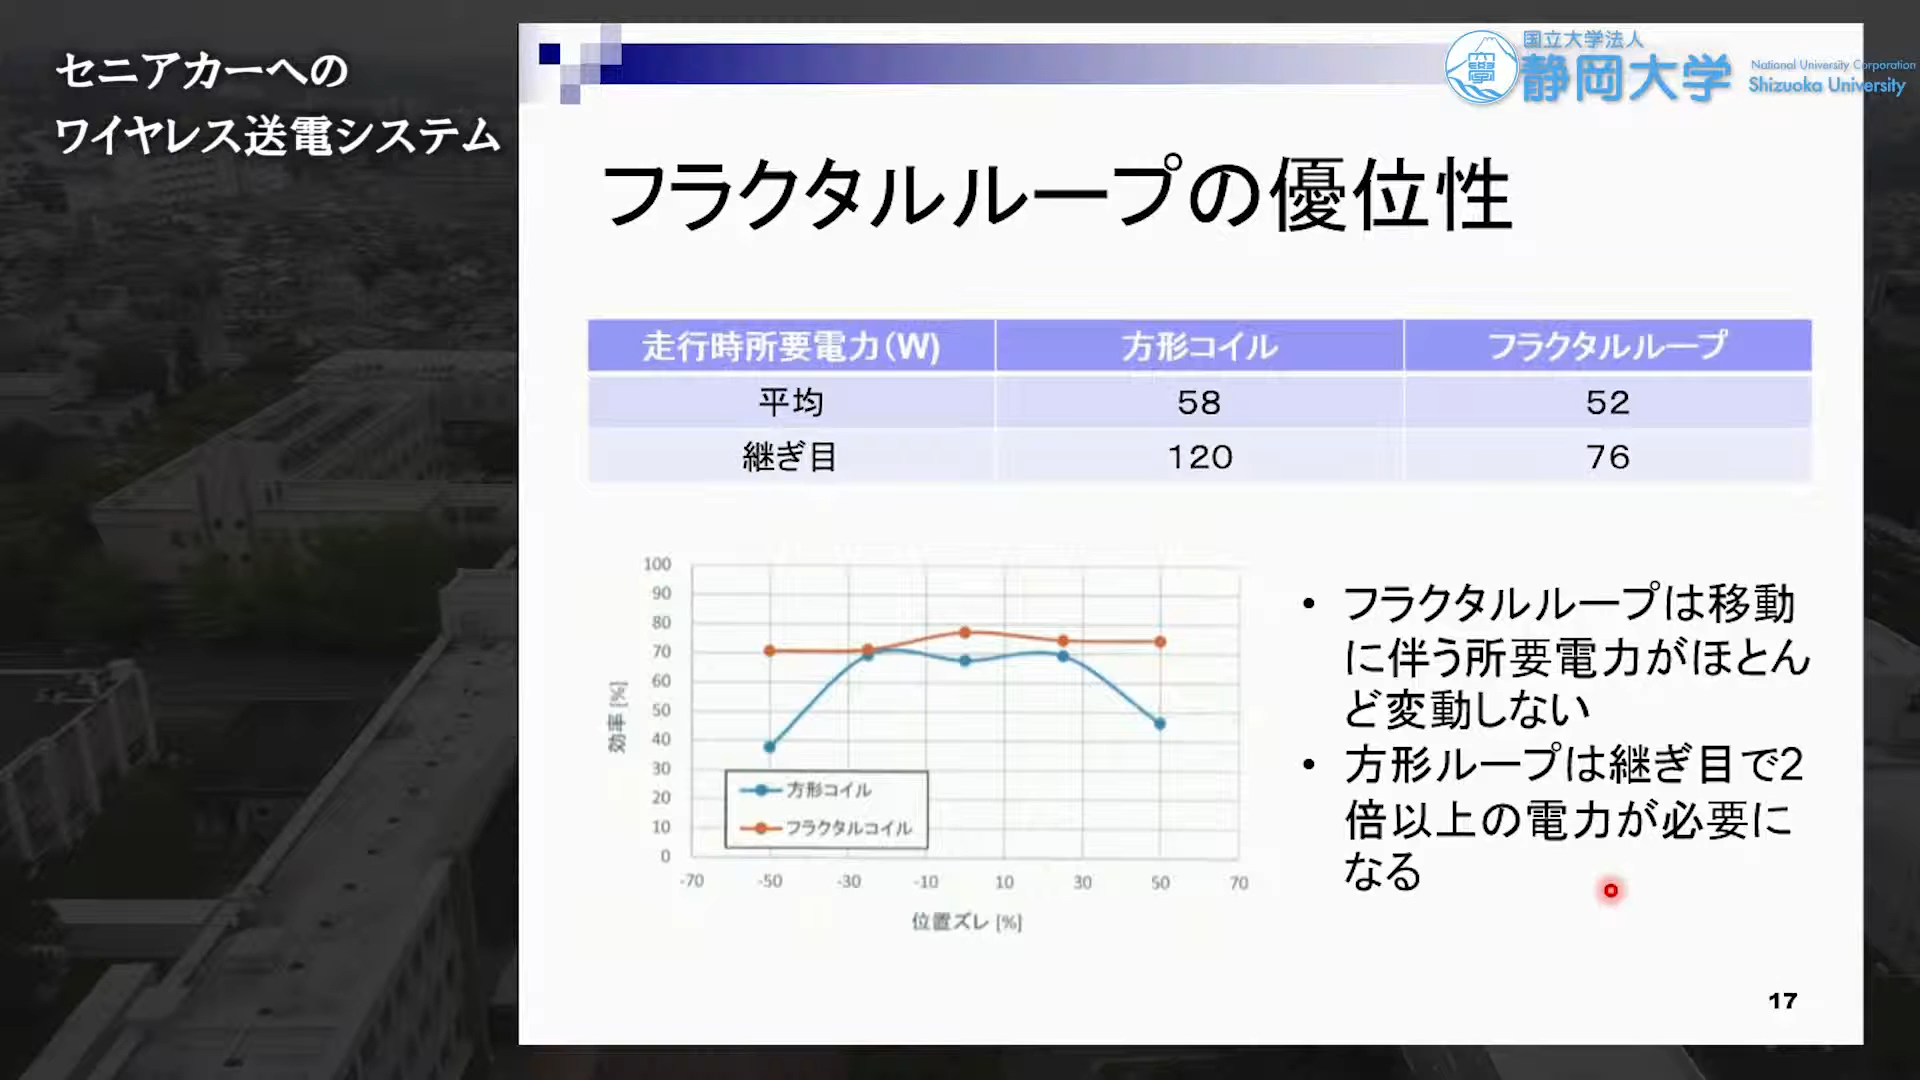 セニアカーへの
ワイヤレス送電システム
国立大学法人
静岡大学
National University Corporation
Shizuoka University
フラクタルループの優位性
走行時所要電力(W) 方形コイル フラクタルループ
平均 58 52
継ぎ目 120 76
100
90
80
70
60
50
40
30
20
10
0
効率 [%]
方形コイル
フラクタルコイル
-70 -50 -30 -10 10 30 50 70
位置ズレ [%]
• フラクタルループは移動
に伴う所要電力がほとん
ど変動しない
• 方形ループは継ぎ目で2
倍以上の電力が必要に
なる
17